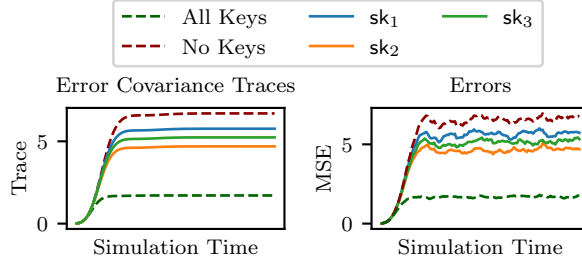 All Keys
No Keys
sk₁
sk₂
sk₃
Error Covariance Traces
Errors
Trace
5
0
Simulation Time
MSE
5
0
Simulation Time